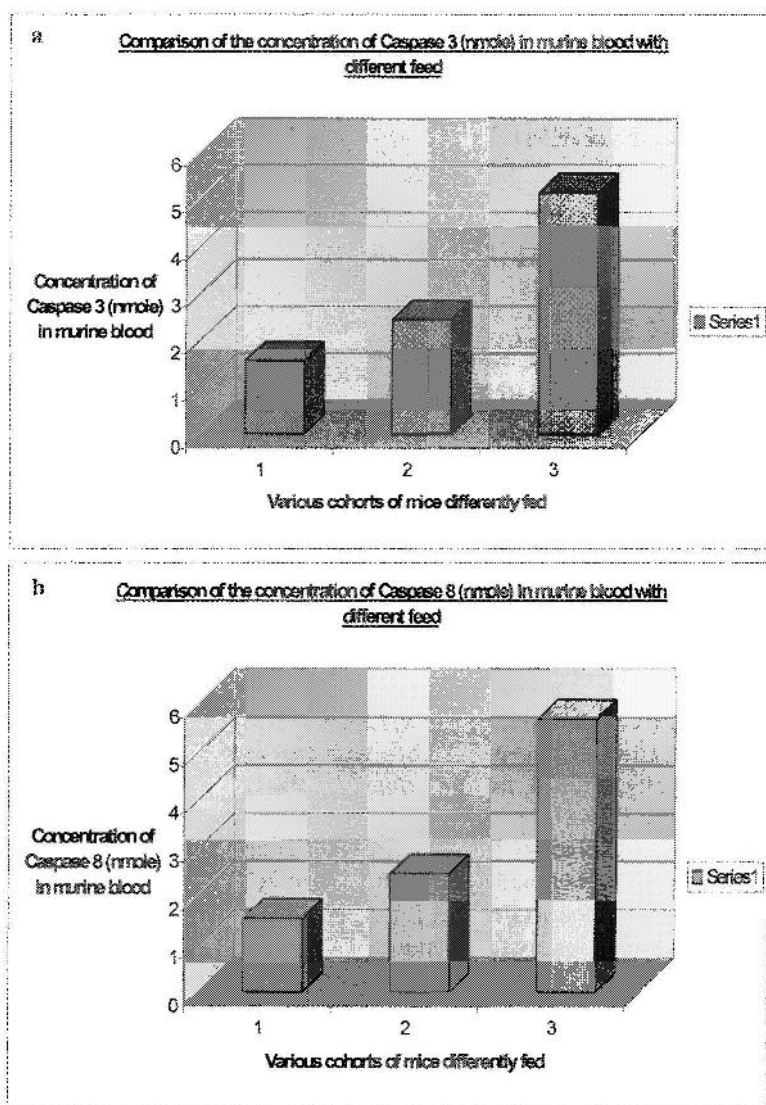 a
Comparison of the concentration of Caspase 3 (nmole) in murine blood with
different feed
6
5
4
3
2
1
0
Concentration of
Caspase 3 (nmole)
in murine blood
1 2 3
Various cohorts of mice differently fed
Series1
b
Comparison of the concentration of Caspase 8 (nmole) in murine blood with
different feed
6
5
4
3
2
1
0
Concentration of
Caspase 8 (nmole)
in murine blood
1 2 3
Various cohorts of mice differently fed
Series1